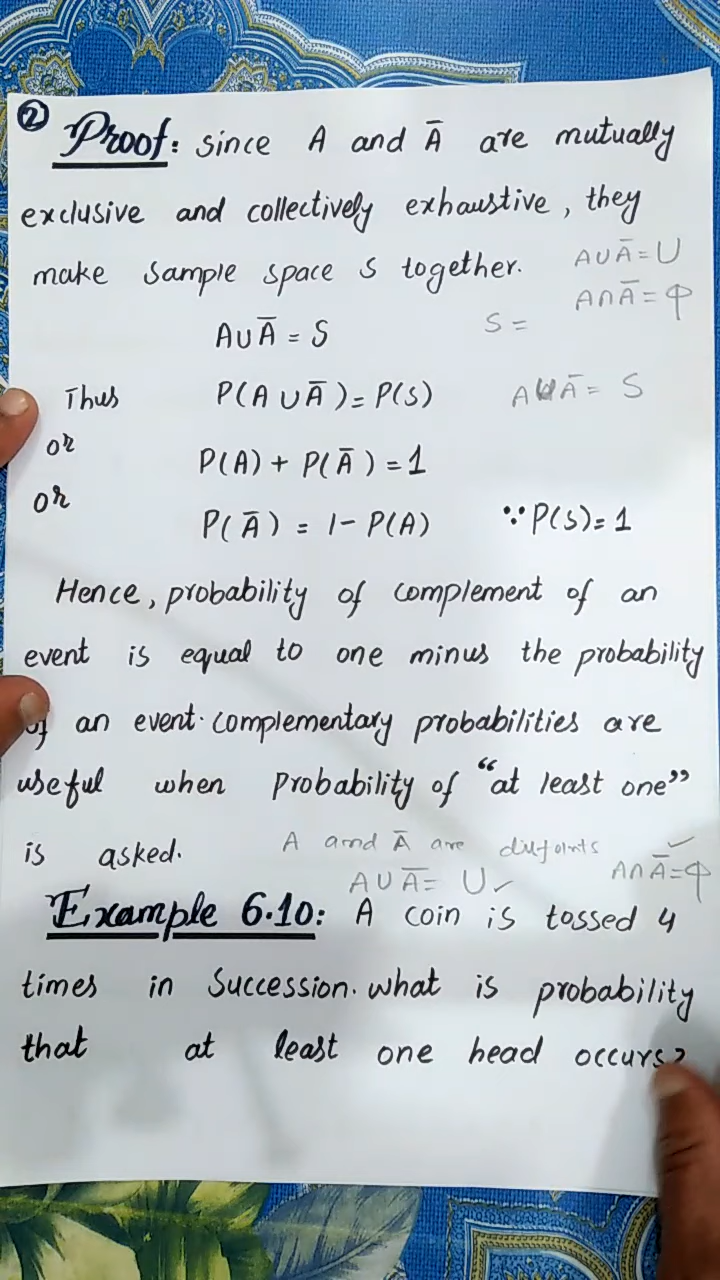 ② Proof: since A and Ā are mutually
exclusive and collectively exhaustive, they
make sample space S together.
A∪Ā=U
A∩Ā=φ
A∪Ā = S
S =
Thus P(A∪Ā)=P(S)
A∪Ā= S
or P(A)+P(Ā)=1
or P(Ā) = 1-P(A) ∵P(S)=1
Hence, probability of complement of an
event is equal to one minus the probability
of an event. complementary probabilities are
useful when probability of "at least one"
is asked.
A and Ā are disjoints
A∪Ā= U✓
A∩Ā=φ ✓
Example 6.10: A coin is tossed 4
times in Succession. what is probability
that at least one head occurs?